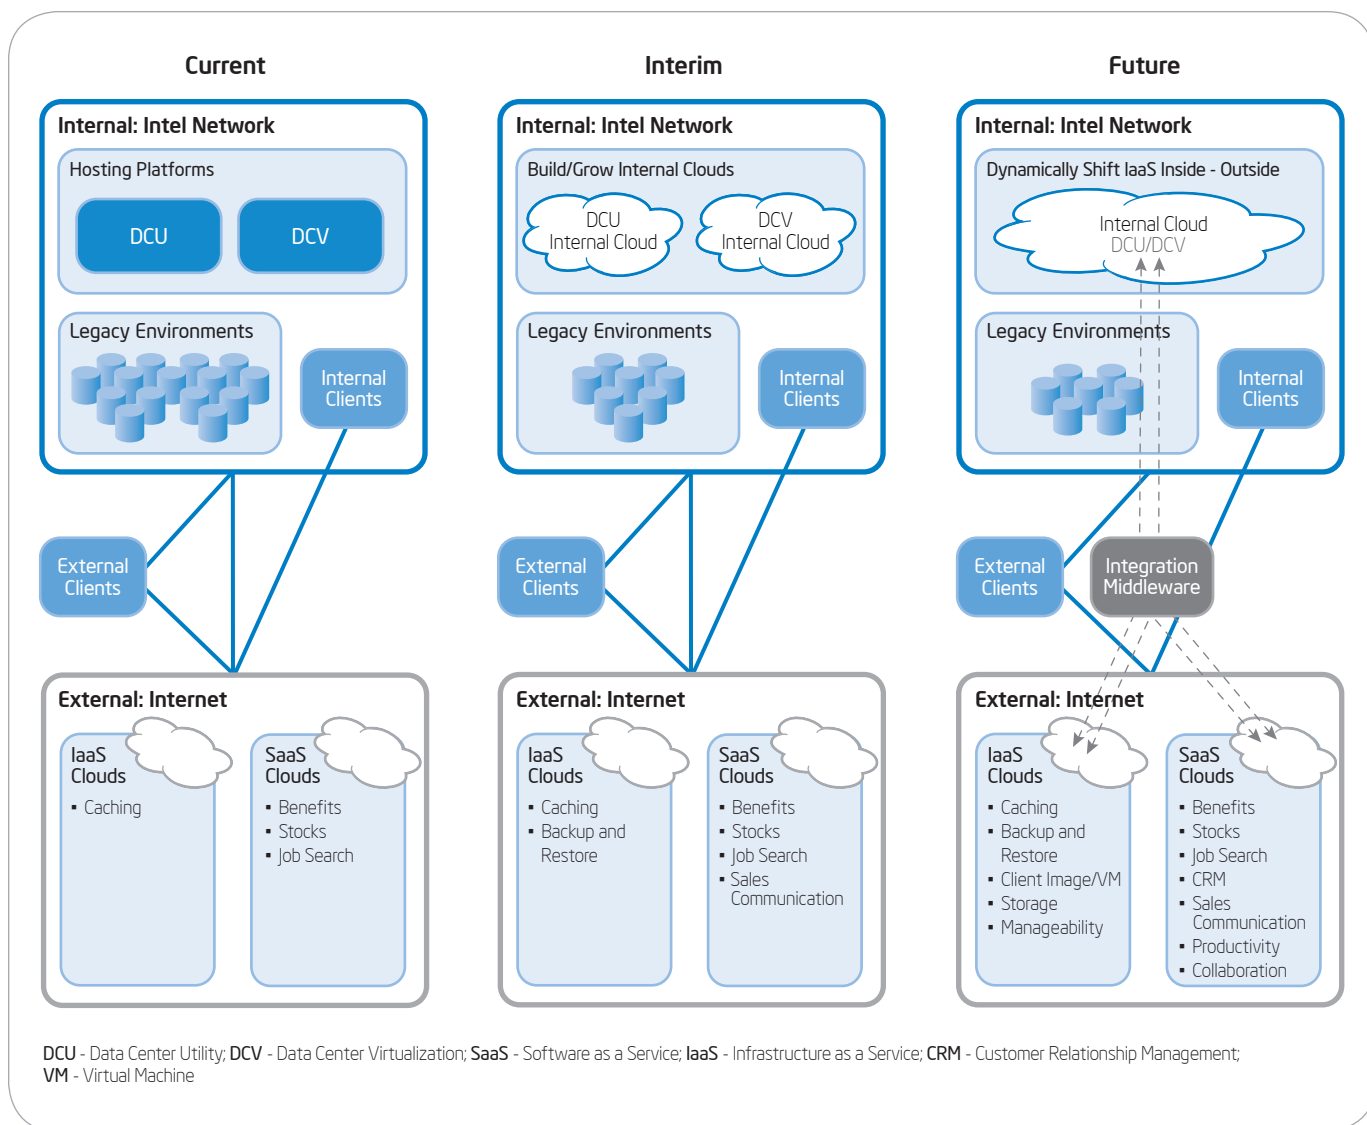 Current
Interim
Future
Internal: Intel Network
Hosting Platforms
DCU
DCV
Legacy Environments
Internal
Clients
External
Clients
External: Internet
IaaS
Clouds
▪ Caching
SaaS
Clouds
▪ Benefits
▪ Stocks
▪ Job Search
Internal: Intel Network
Build/Grow Internal Clouds
DCU
Internal Cloud
DCV
Internal Cloud
Legacy Environments
Internal
Clients
External
Clients
External: Internet
IaaS
Clouds
▪ Caching
▪ Backup and
Restore
SaaS
Clouds
▪ Benefits
▪ Stocks
▪ Job Search
▪ Sales
Communication
Internal: Intel Network
Dynamically Shift IaaS Inside - Outside
Internal Cloud
DCU/DCV
Legacy Environments
Internal
Clients
External
Clients
Integration
Middleware
External: Internet
IaaS
Clouds
▪ Caching
▪ Backup and
Restore
▪ Client Image/VM
▪ Storage
▪ Manageability
SaaS
Clouds
▪ Benefits
▪ Stocks
▪ Job Search
▪ CRM
▪ Sales
Communication
▪ Productivity
▪ Collaboration
DCU - Data Center Utility; DCV - Data Center Virtualization; SaaS - Software as a Service; IaaS - Infrastructure as a Service; CRM - Customer Relationship Management;
VM - Virtual Machine